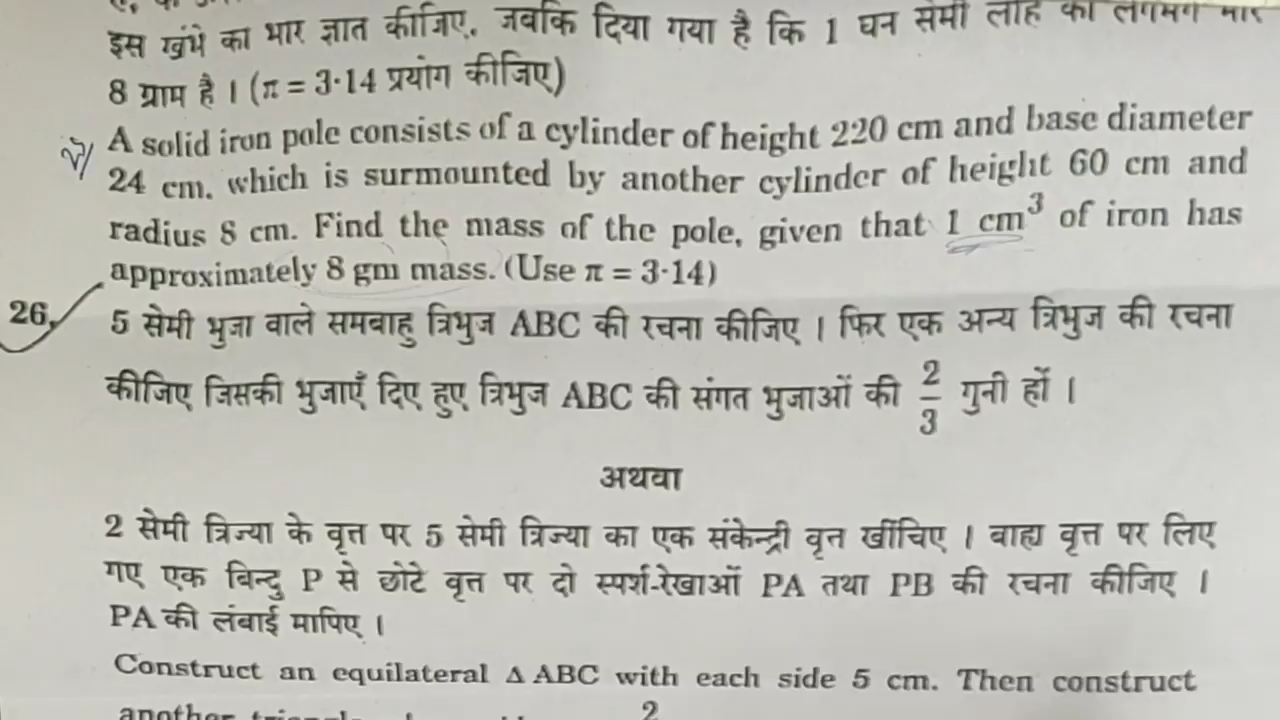 इस खंभे का भार ज्ञात कीजिए, जबकि दिया गया है कि 1 घन सेमी लोहे का लगभग भार
8 ग्राम है । (π = 3·14 प्रयोग कीजिए)
A solid iron pole consists of a cylinder of height 220 cm and base diameter
24 cm, which is surmounted by another cylinder of height 60 cm and
radius 8 cm. Find the mass of the pole, given that 1 cm³ of iron has
approximately 8 gm mass. (Use π = 3·14)
26. 5 सेमी भुजा वाले समबाहु त्रिभुज ABC की रचना कीजिए । फिर एक अन्य त्रिभुज की रचना
कीजिए जिसकी भुजाएँ दिए हुए त्रिभुज ABC की संगत भुजाओं की 2/3 गुनी हों ।
अथवा
2 सेमी त्रिज्या के वृत्त पर 5 सेमी त्रिज्या का एक संकेन्द्री वृत्त खींचिए । वाह्य वृत्त पर लिए
गए एक बिन्दु P से छोटे वृत्त पर दो स्पर्श-रेखाओं PA तथा PB की रचना कीजिए ।
PA की लंबाई मापिए ।
Construct an equilateral Δ ABC with each side 5 cm. Then construct
another 2